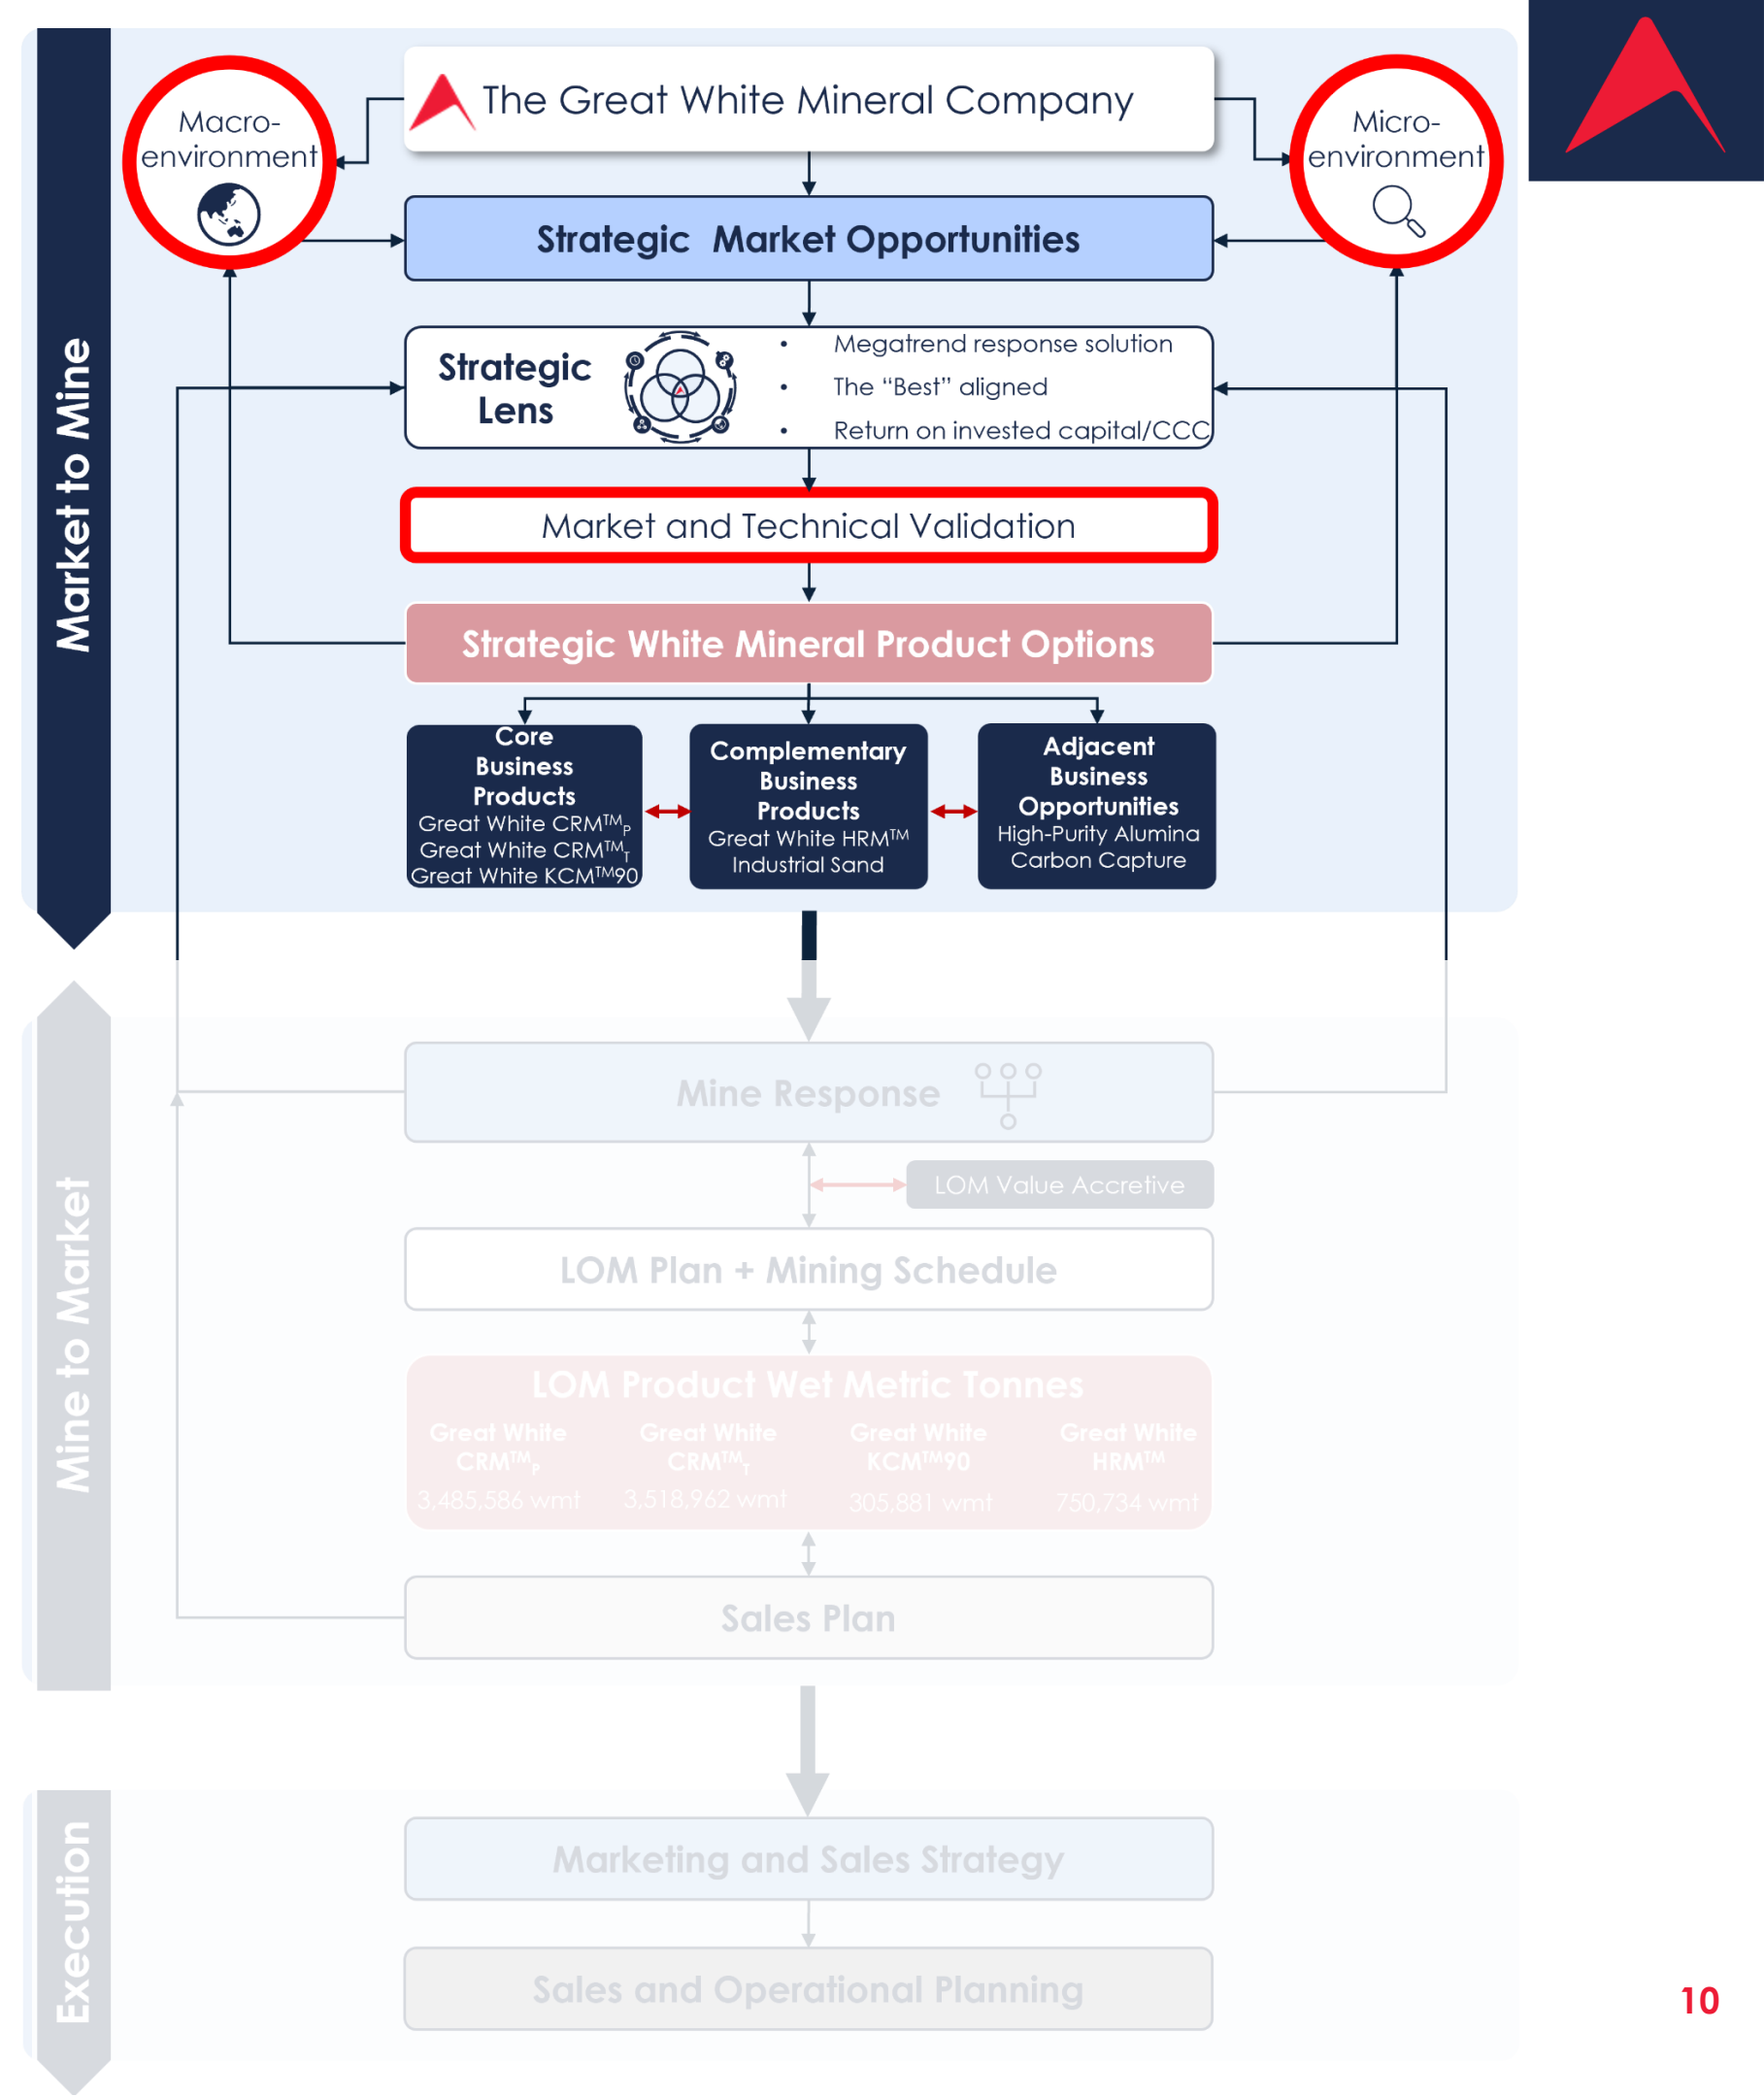 The Great White Mineral Company
Macro-
environment
Micro-
environment
Strategic  Market Opportunities
Strategic
Lens
• Megatrend response solution
• The “Best” aligned
• Return on invested capital/CCC
Market and Technical Validation
Strategic White Mineral Product Options
Core
Business
Products
Great White CRM™P
Great White CRM™T
Great White KCM™90
Complementary
Business
Products
Great White HRM™
Industrial Sand
Adjacent
Business
Opportunities
High-Purity Alumina
Carbon Capture
Market to Mine
Mine Response
LOM Value Accretive
LOM Plan + Mining Schedule
LOM Product Wet Metric Tonnes
Great White
CRM™P
3,485,586 wmt
Great White
CRM™T
3,518,962 wmt
Great White
KCM™90
305,881 wmt
Great White
HRM™
750,734 wmt
Sales Plan
Mine to Market
Marketing and Sales Strategy
Sales and Operational Planning
Execution
10